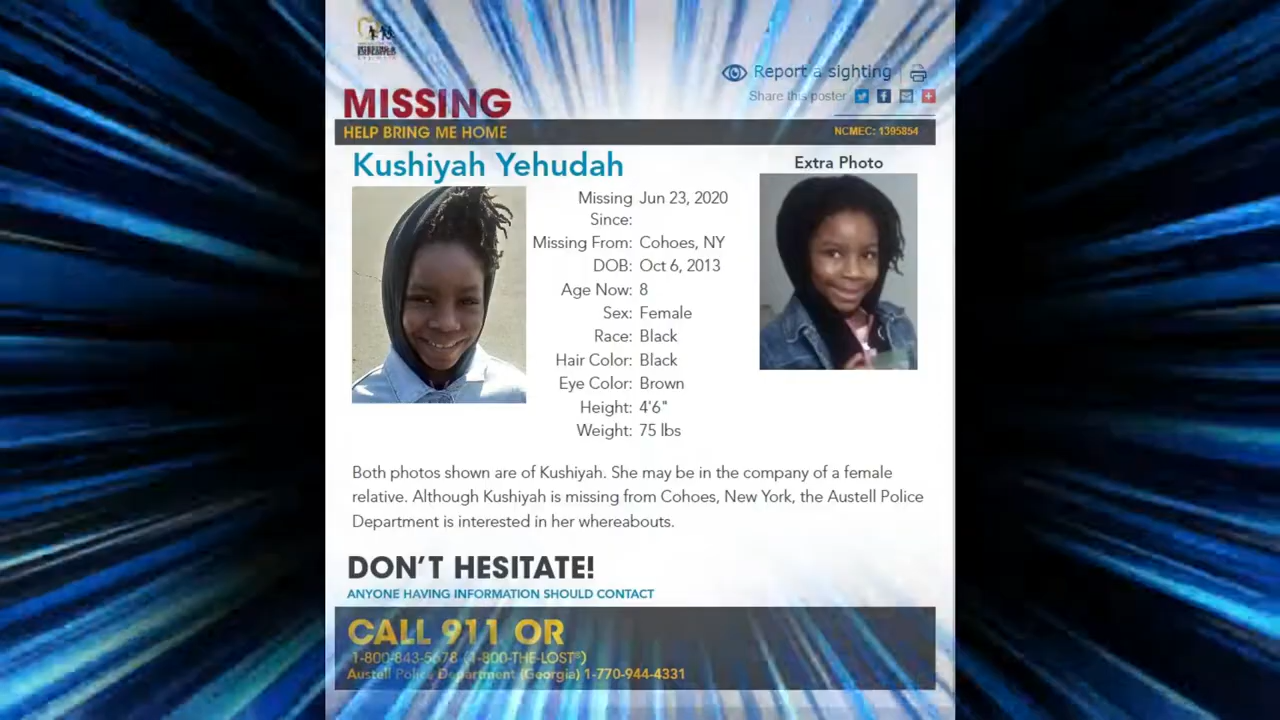 Report a sighting
Share this poster
MISSING
HELP BRING ME HOME
NCMEC: 1395854
Kushiyah Yehudah
Extra Photo
Missing Since: Jun 23, 2020
Missing From: Cohoes, NY
DOB: Oct 6, 2013
Age Now: 8
Sex: Female
Race: Black
Hair Color: Black
Eye Color: Brown
Height: 4'6"
Weight: 75 lbs
Both photos shown are of Kushiyah. She may be in the company of a female
relative. Although Kushiyah is missing from Cohoes, New York, the Austell Police
Department is interested in her whereabouts.
DON'T HESITATE!
ANYONE HAVING INFORMATION SHOULD CONTACT
CALL 911 OR
1-800-843-5678 (1-800-THE-LOST®)
Austell Police Department (Georgia) 1-770-944-4331